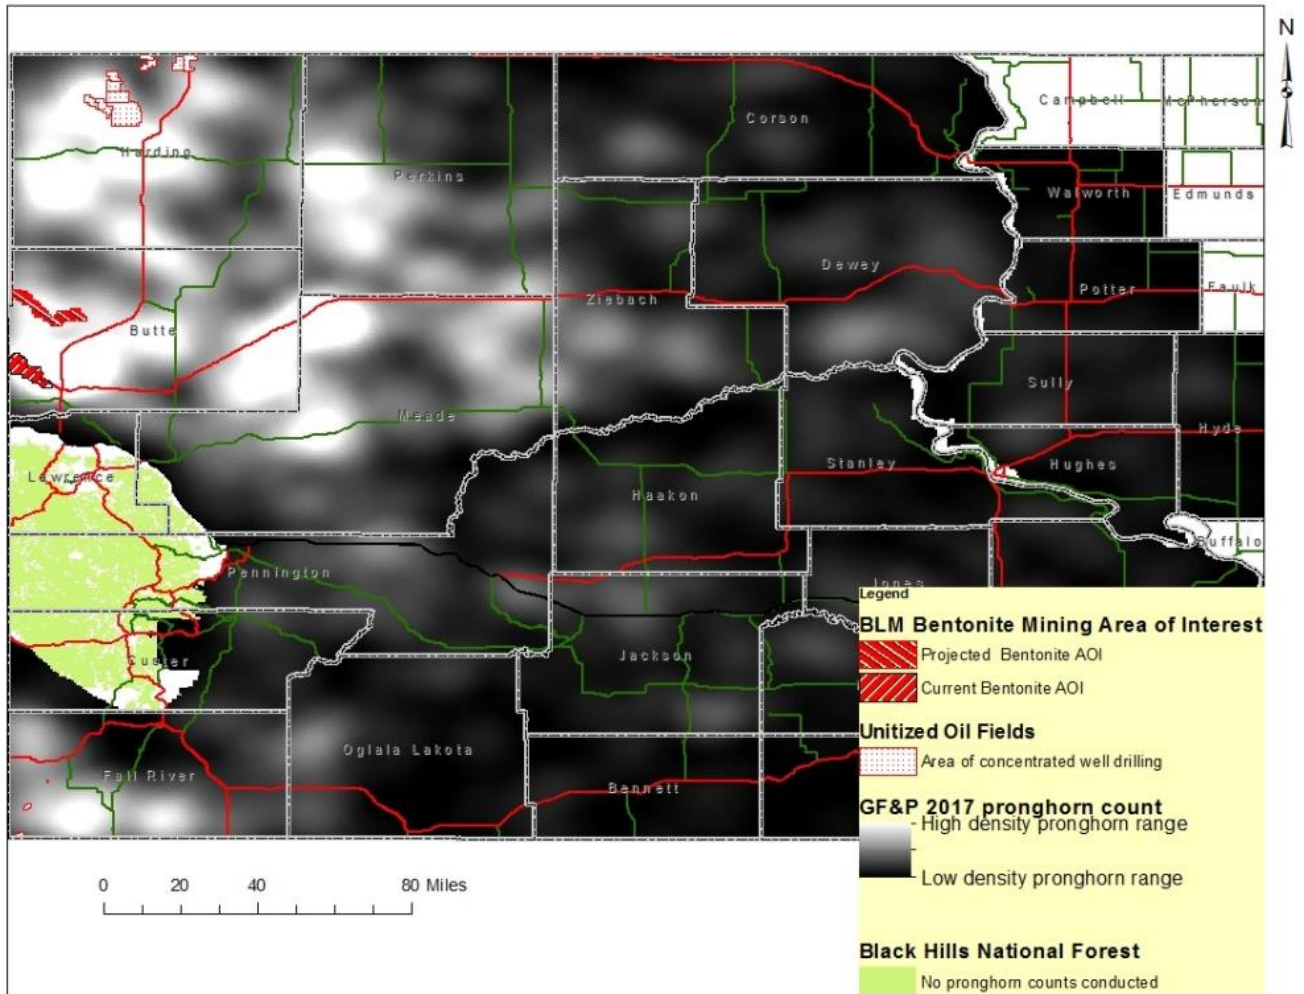 N
Campbell
McPherson
Corson
Harding
Perkins
Walworth
Edmunds
Dewey
Ziebach
Potter
Faulk
Butte
Sully
Meade
Hyde
Stanley
Hughes
Lawrence
Haakon
Buffalo
Pennington
Jones
Jackson
Custer
Oglala Lakota
Fall River
Bennett
Legend
BLM Bentonite Mining Area of Interest
Projected Bentonite AOI
Current Bentonite AOI
Unitized Oil Fields
Area of concentrated well drilling
GF&P 2017 pronghorn count
High density pronghorn range
Low density pronghorn range
Black Hills National Forest
No pronghorn counts conducted
0 20 40 80 Miles